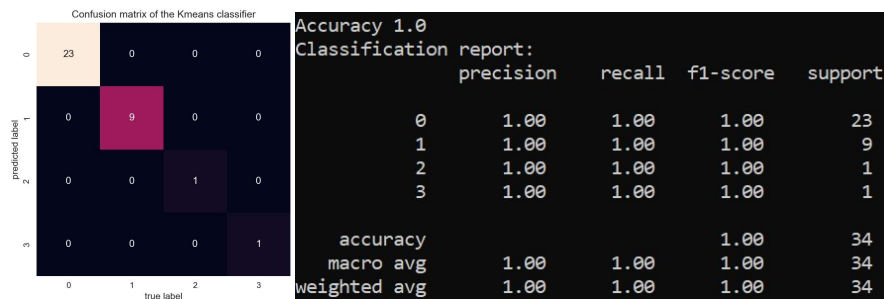 Confusion matrix of the Kmeans classifier
0 23 0 0 0
1 0 9 0 0
2 0 0 1 0
3 0 0 0 1
predicted label
0 1 2 3
true label
Accuracy 1.0
Classification report:
precision recall f1-score support
0 1.00 1.00 1.00 23
1 1.00 1.00 1.00 9
2 1.00 1.00 1.00 1
3 1.00 1.00 1.00 1
accuracy 1.00 34
macro avg 1.00 1.00 1.00 34
weighted avg 1.00 1.00 1.00 34